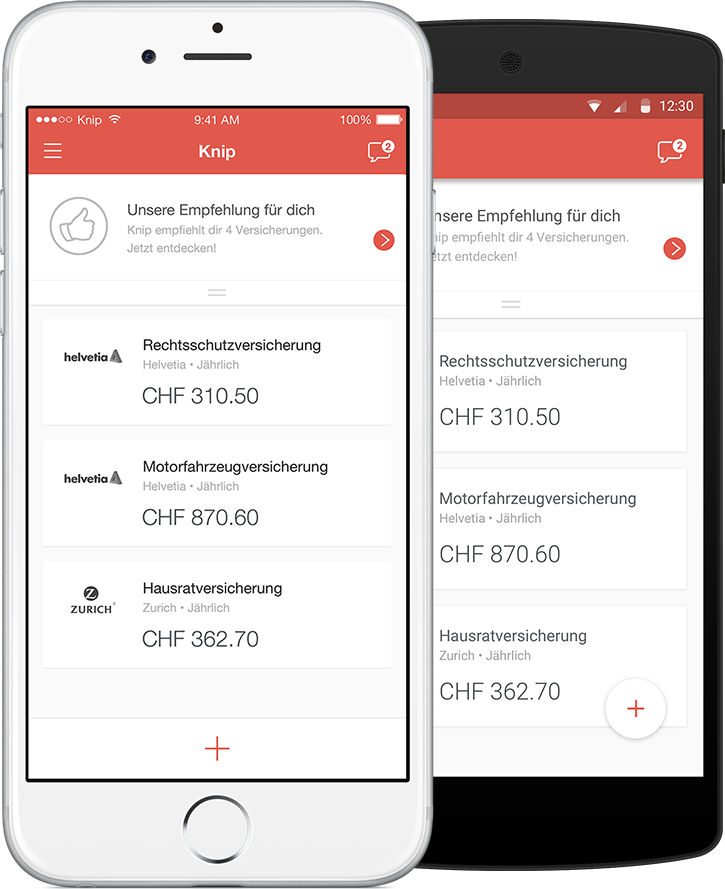 Knip 9:41 AM 100%
Knip 2
Unsere Empfehlung für dich
Knip empfiehlt dir 4 Versicherungen.
Jetzt entdecken!
helvetia
Rechtsschutzversicherung
Helvetia • Jährlich
CHF 310.50
helvetia
Motorfahrzeugversicherung
Helvetia • Jährlich
CHF 870.60
ZURICH®
Hausratversicherung
Zurich • Jährlich
CHF 362.70
+
12:30
2
nsere Empfehlung für dich
nip empfiehlt dir 4 Versicherungen.
etzt entdecken!
Rechtsschutzversicherung
Helvetia • Jährlich
CHF 310.50
Motorfahrzeugversicherung
Helvetia • Jährlich
CHF 870.60
Hausratversicherung
Zurich • Jährlich
CHF 362.70
+